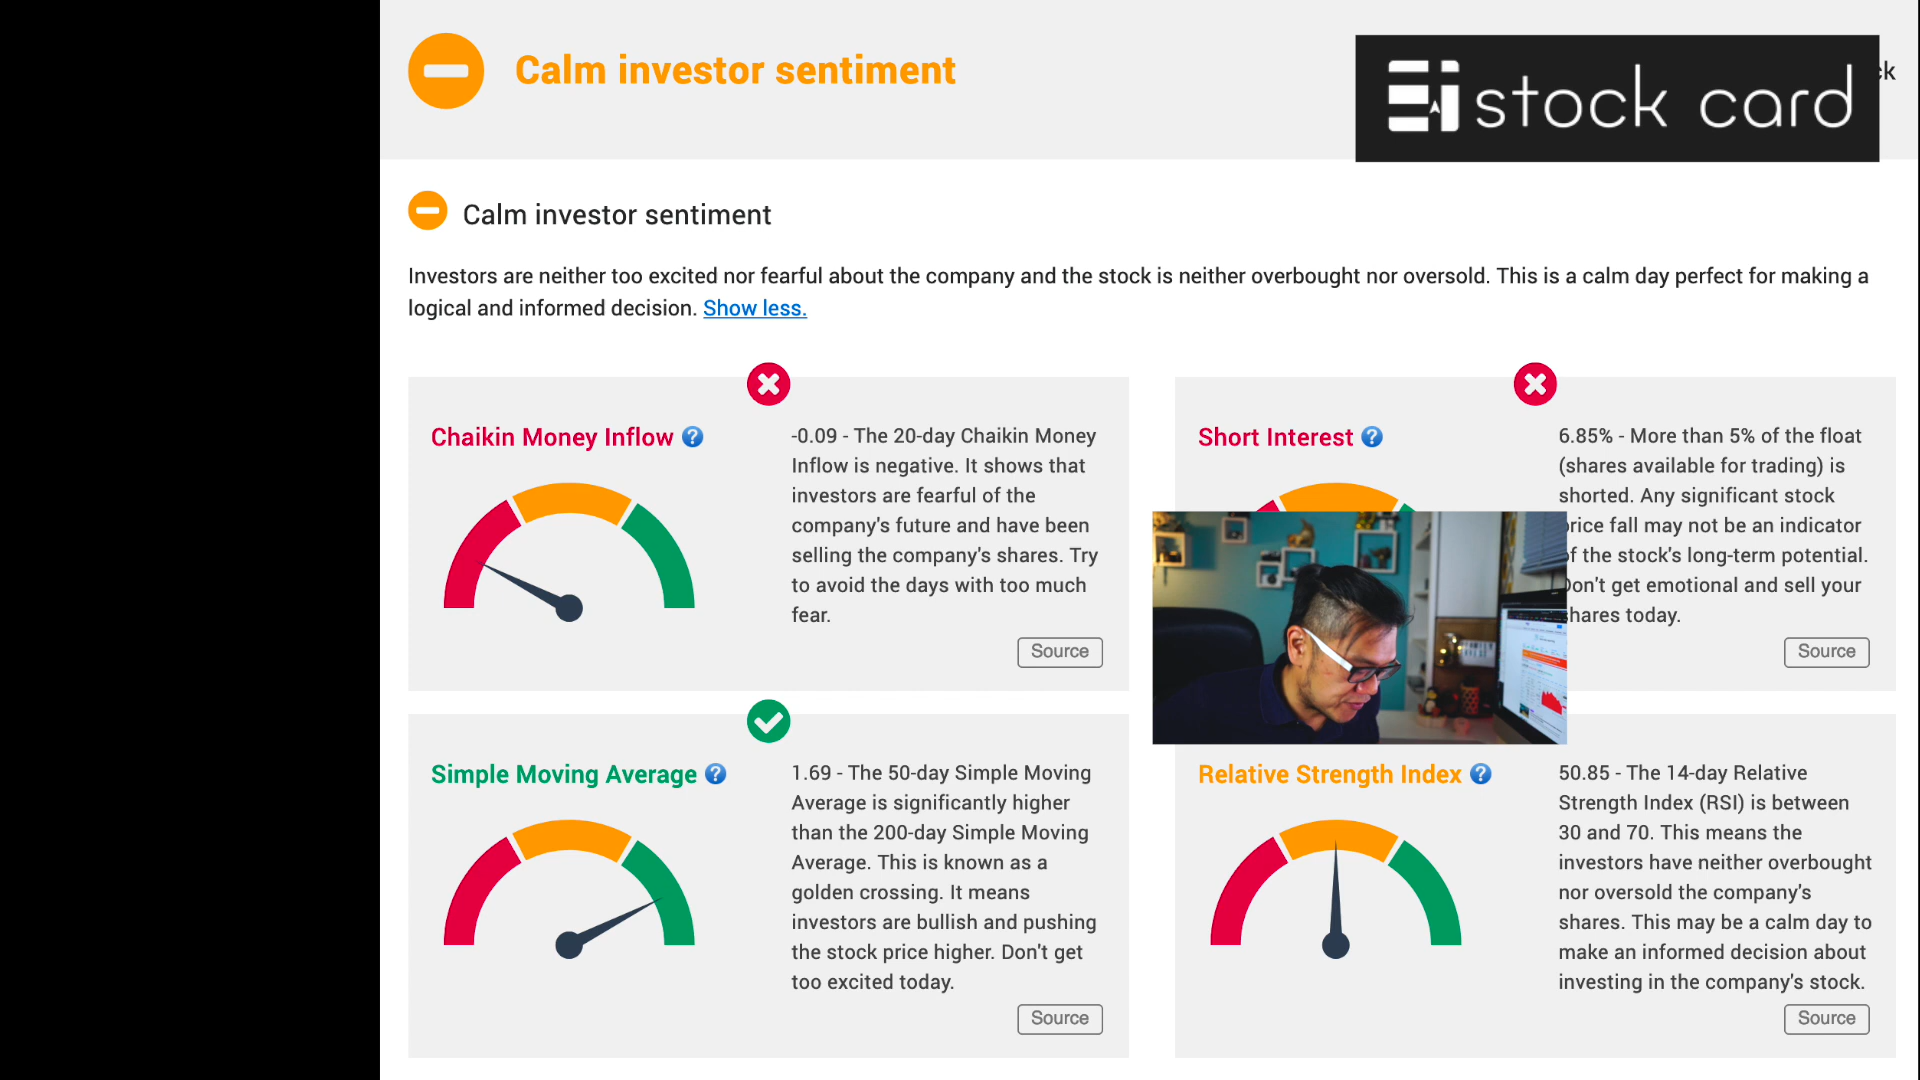 Calm investor sentiment
stock card
ck
Calm investor sentiment
Investors are neither too excited nor fearful about the company and the stock is neither overbought nor oversold. This is a calm day perfect for making a
logical and informed decision. Show less.
Chaikin Money Inflow ?
-0.09 - The 20-day Chaikin Money
Inflow is negative. It shows that
investors are fearful of the
company's future and have been
selling the company's shares. Try
to avoid the days with too much
fear.
Source
Short Interest ?
6.85% - More than 5% of the float
(shares available for trading) is
shorted. Any significant stock
rice fall may not be an indicator
of the stock's long-term potential.
Don't get emotional and sell your
hares today.
Source
Simple Moving Average ?
1.69 - The 50-day Simple Moving
Average is significantly higher
than the 200-day Simple Moving
Average. This is known as a
golden crossing. It means
investors are bullish and pushing
the stock price higher. Don't get
too excited today.
Source
Relative Strength Index ?
50.85 - The 14-day Relative
Strength Index (RSI) is between
30 and 70. This means the
investors have neither overbought
nor oversold the company's
shares. This may be a calm day to
make an informed decision about
investing in the company's stock.
Source